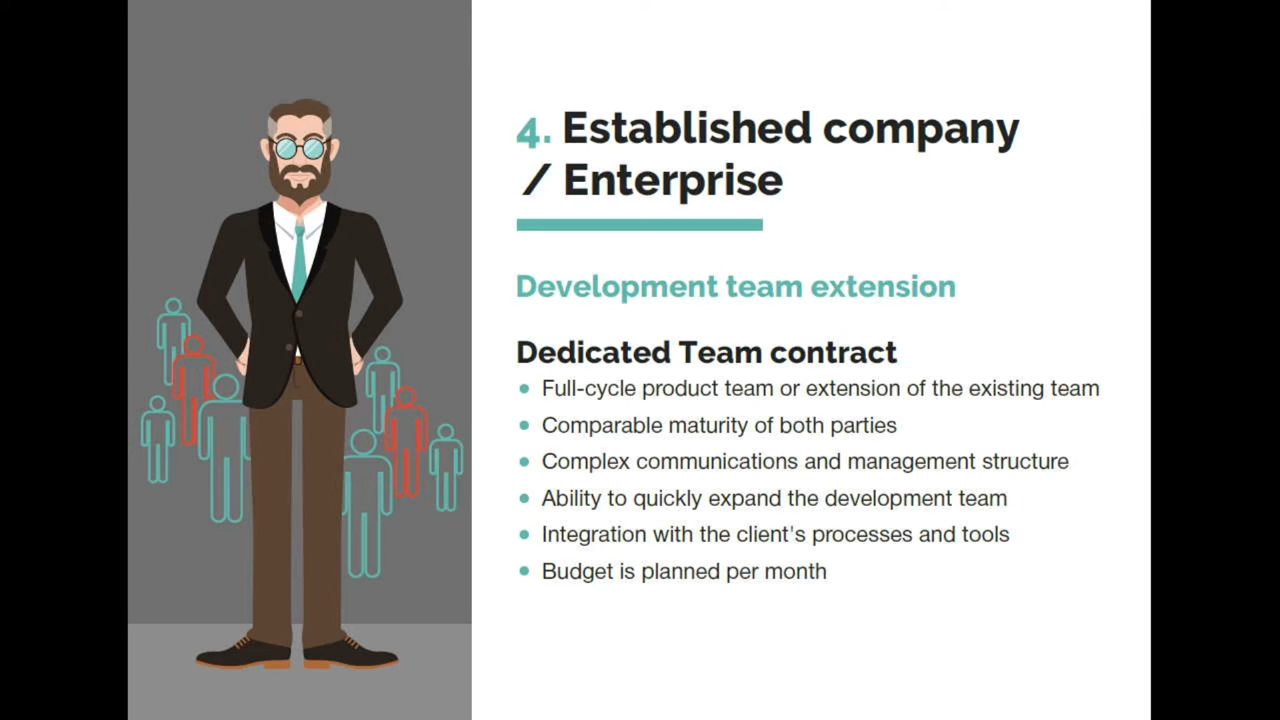 4. Established company
/ Enterprise
Development team extension
Dedicated Team contract
• Full-cycle product team or extension of the existing team
• Comparable maturity of both parties
• Complex communications and management structure
• Ability to quickly expand the development team
• Integration with the client's processes and tools
• Budget is planned per month